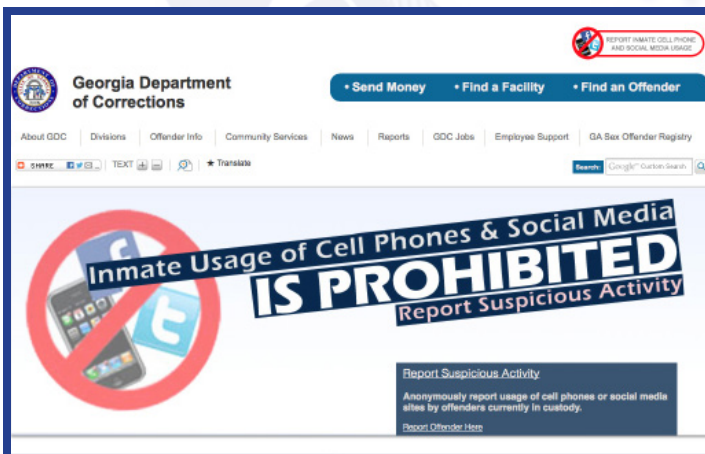 REPORT INMATE CELL PHONE
AND SOCIAL MEDIA USAGE
Georgia Department
of Corrections
• Send Money • Find a Facility • Find an Offender
About GDC Divisions Offender Info Community Services News Reports GDC Jobs Employee Support GA Sex Offender Registry
SHARE TEXT Translate
Search: Google™ Custom Search
Inmate Usage of Cell Phones & Social Media
IS PROHIBITED
Report Suspicious Activity
Report Suspicious Activity
Anonymously report usage of cell phones or social media
sites by offenders currently in custody.
Report Offender Here